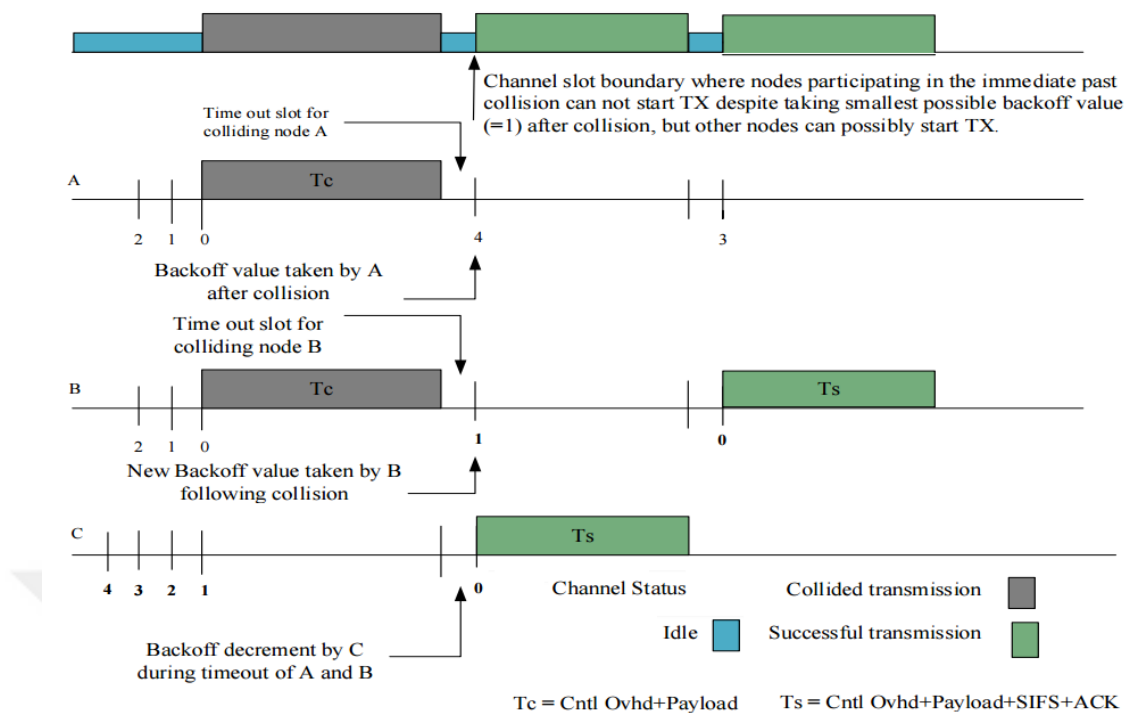 Channel slot boundary where nodes participating in the immediate past
collision can not start TX despite taking smallest possible backoff value
(=1) after collision, but other nodes can possibly start TX.
Time out slot for
colliding node A
A
Tc
2 1 0 4 3
Backoff value taken by A
after collision
Time out slot for
colliding node B
B
Tc
Ts
2 1 0 1 0
New Backoff value taken by B
following collision
C
Ts
4 3 2 1 0
Channel Status
Collided transmission
Idle
Successful transmission
Backoff decrement by C
during timeout of A and B
Tc = Cntl Ovhd+Payload
Ts = Cntl Ovhd+Payload+SIFS+ACK